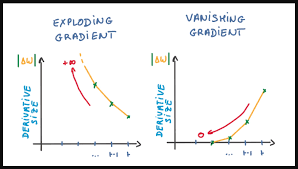 EXPLODING
GRADIENT
|ΔW|
+∞
DERIVATIVE
SIZE
... t-1 t
VANISHING
GRADIENT
|ΔW|
0
DERIVATIVE
SIZE
... t-1 t